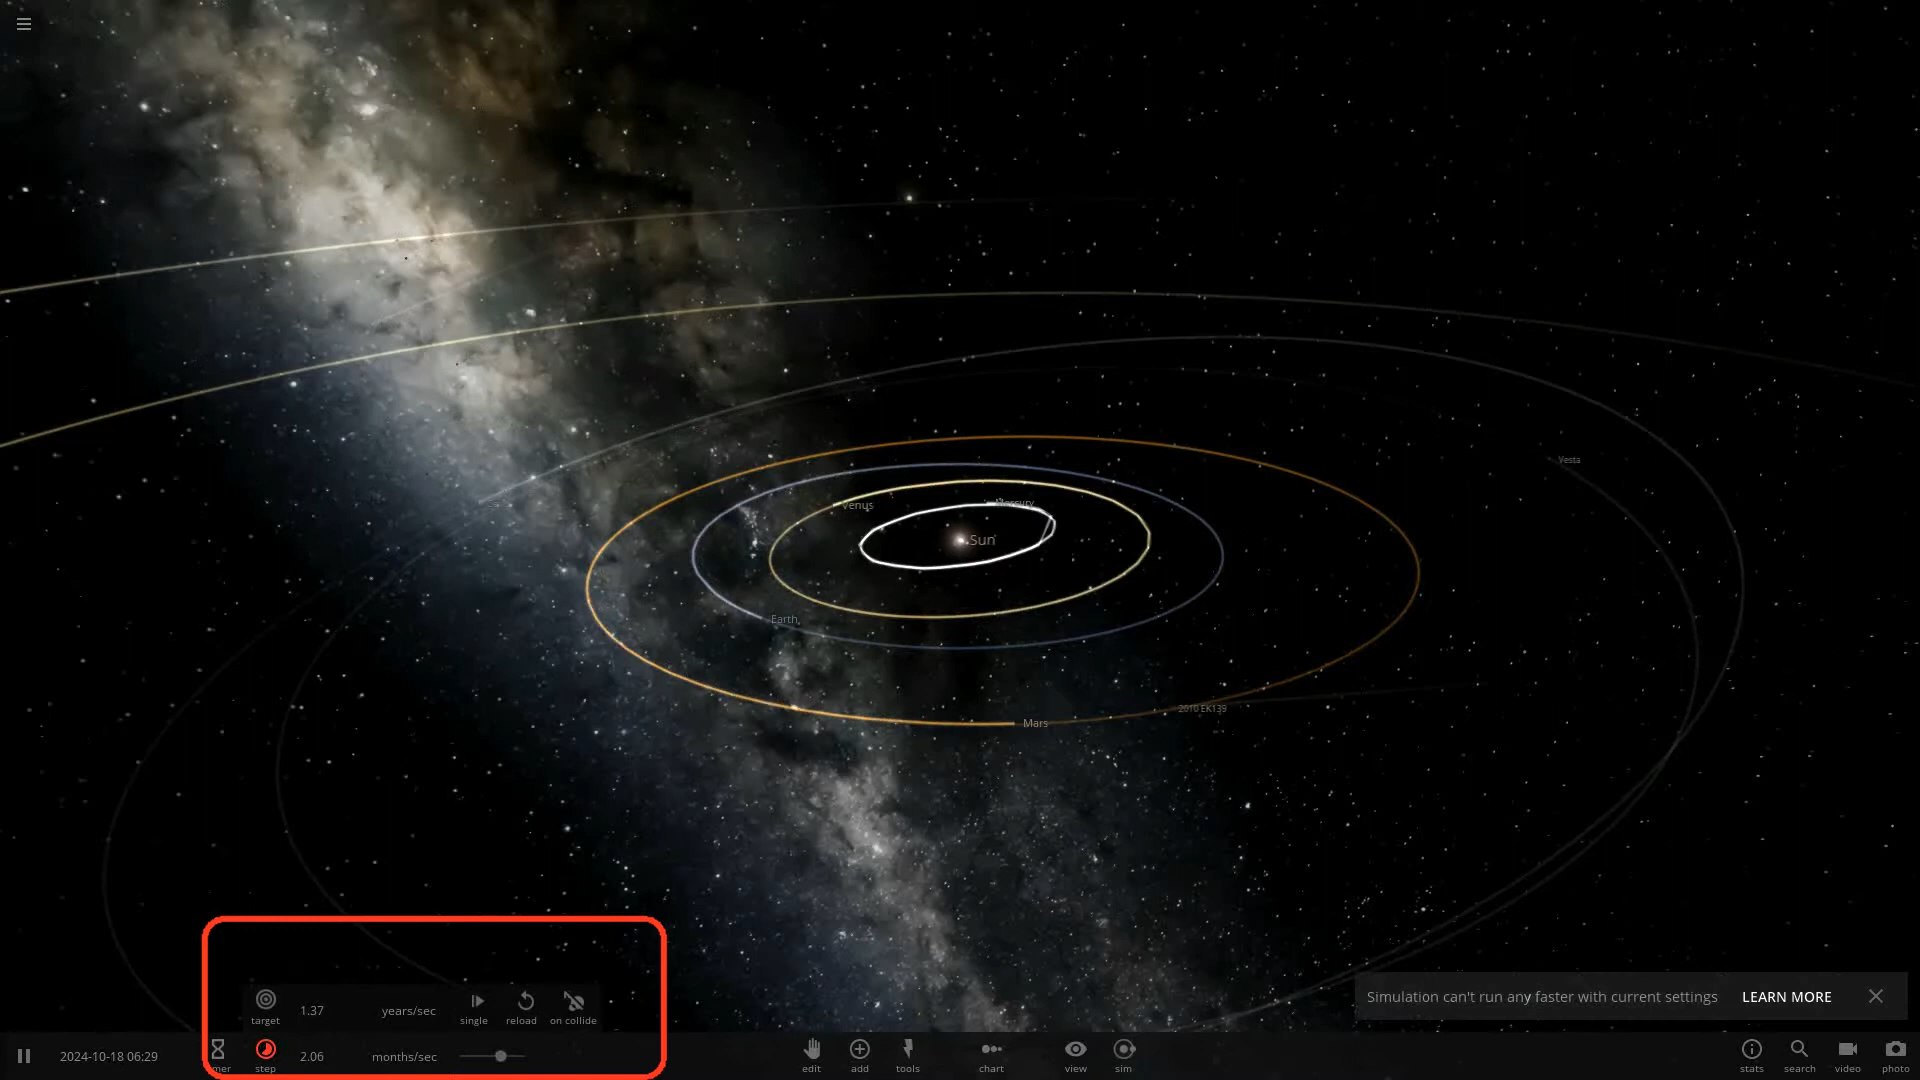 Vesta
Venus
Mercury
Sun
Earth
2010 EK139
Mars
Simulation can't run any faster with current settings
LEARN MORE
target
1.37
years/sec
single
reload
on collide
2024-10-18 06:29
mer
step
2.06
months/sec
edit
add
tools
chart
view
sim
stats
search
video
photo